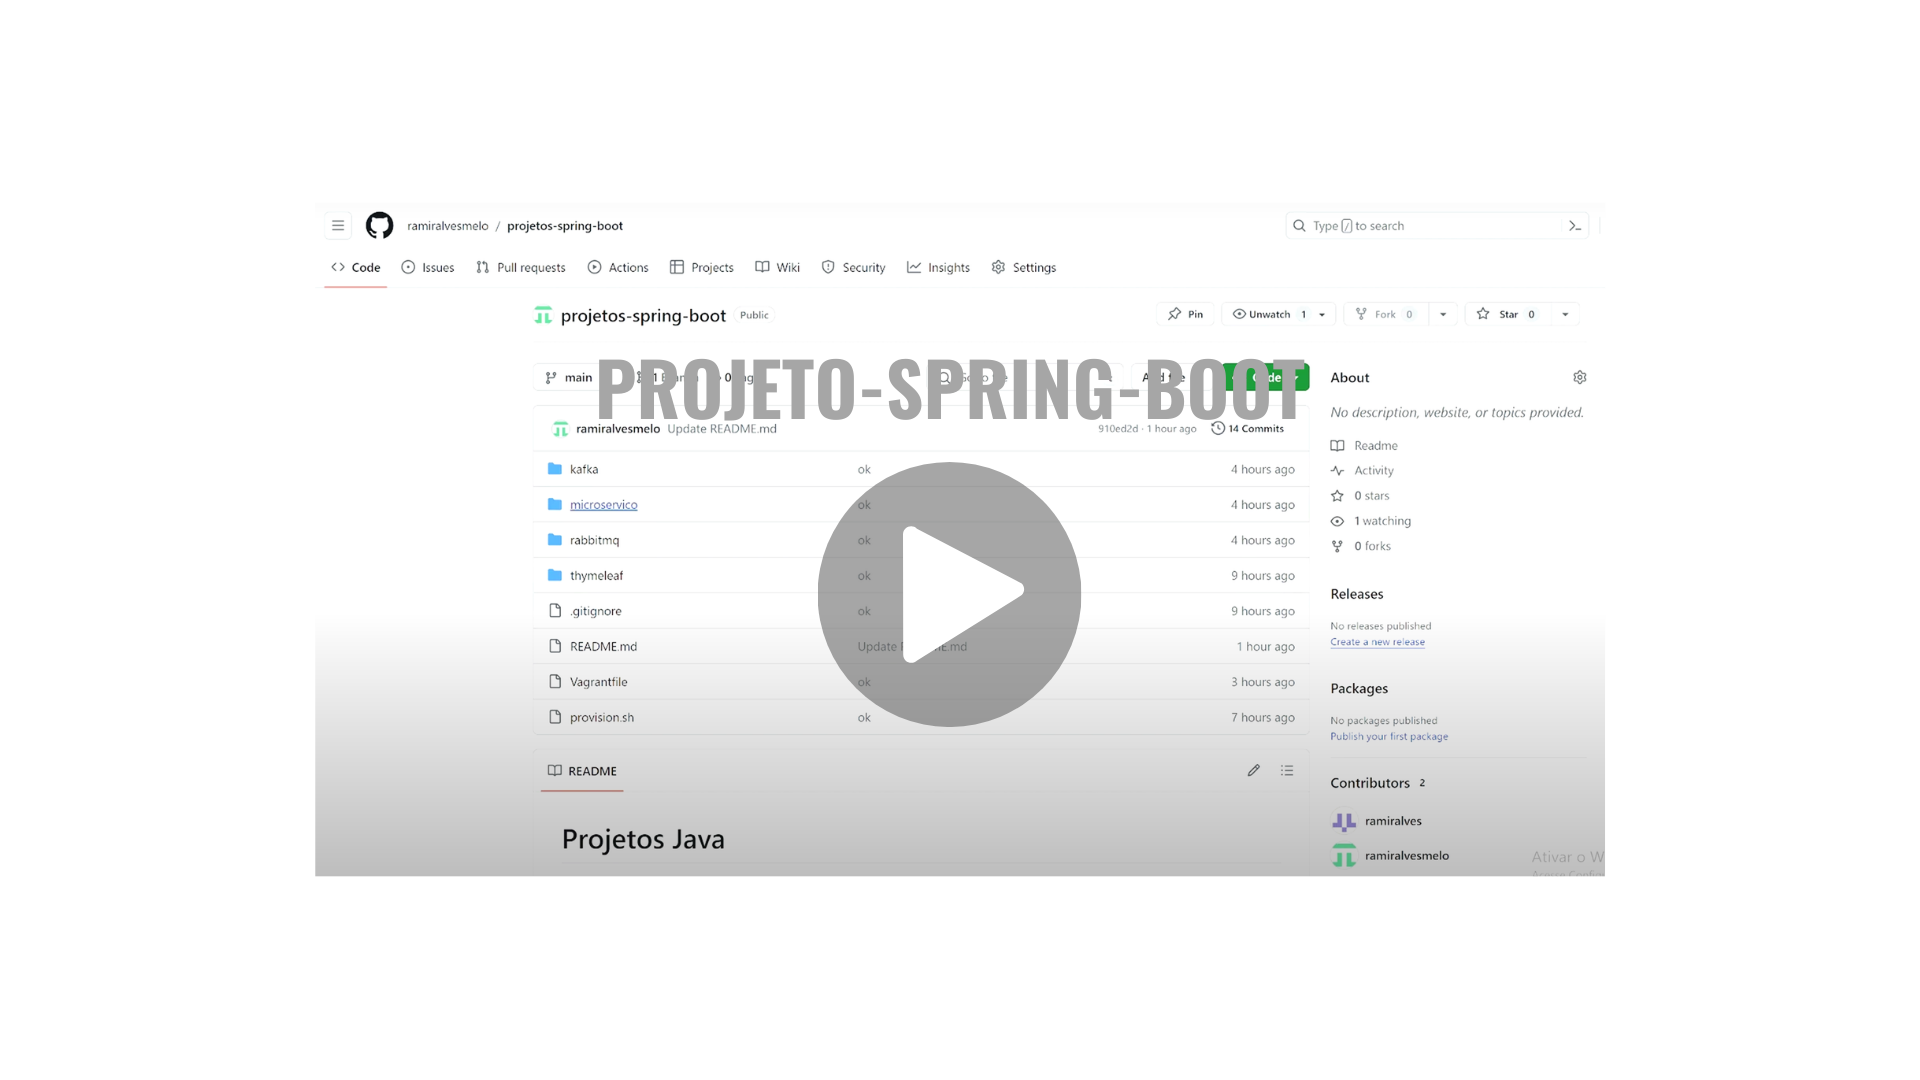 ramiralvesmelo / projetos-spring-boot
Type / to search
Code Issues Pull requests Actions Projects Wiki Security Insights Settings
projetos-spring-boot Public
Pin Unwatch 1 Fork 0 Star 0
PROJETO-SPRING-BOOT
main
About
No description, website, or topics provided.
ramiralvesmelo Update README.md 910ed2d · 1 hour ago 14 Commits
Readme
Activity
0 stars
1 watching
0 forks
kafka ok 4 hours ago
microservico ok 4 hours ago
rabbitmq ok 4 hours ago
thymeleaf ok 9 hours ago
.gitignore ok 9 hours ago
README.md Update 1 hour ago
Vagrantfile ok 3 hours ago
provision.sh ok 7 hours ago
Releases
No releases published
Create a new release
Packages
No packages published
Publish your first package
README
Contributors 2
ramiralves
ramiralvesmelo
Projetos Java
Ativar o W